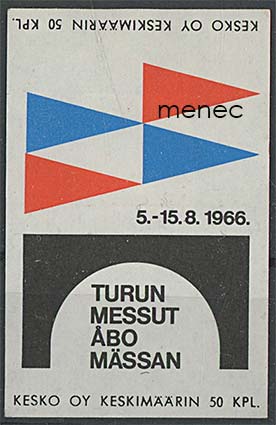 KESKO OY KESKIMÄÄRIN 50 KPL.
menec
5.-15.8.1966.
TURUN
MESSUT
ÅBO
MÄSSAN
KESKO OY KESKIMÄÄRIN 50 KPL.